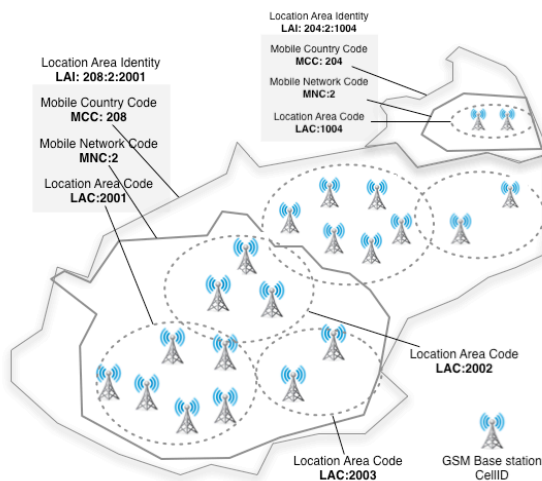 Location Area Identity
LAI: 204:2:1004
Mobile Country Code
MCC: 204
Mobile Network Code
MNC:2
Location Area Code
LAC:1004
Location Area Identity
LAI: 208:2:2001
Mobile Country Code
MCC: 208
Mobile Network Code
MNC:2
Location Area Code
LAC:2001
Location Area Code
LAC:2002
Location Area Code
LAC:2003
GSM Base station
CellID